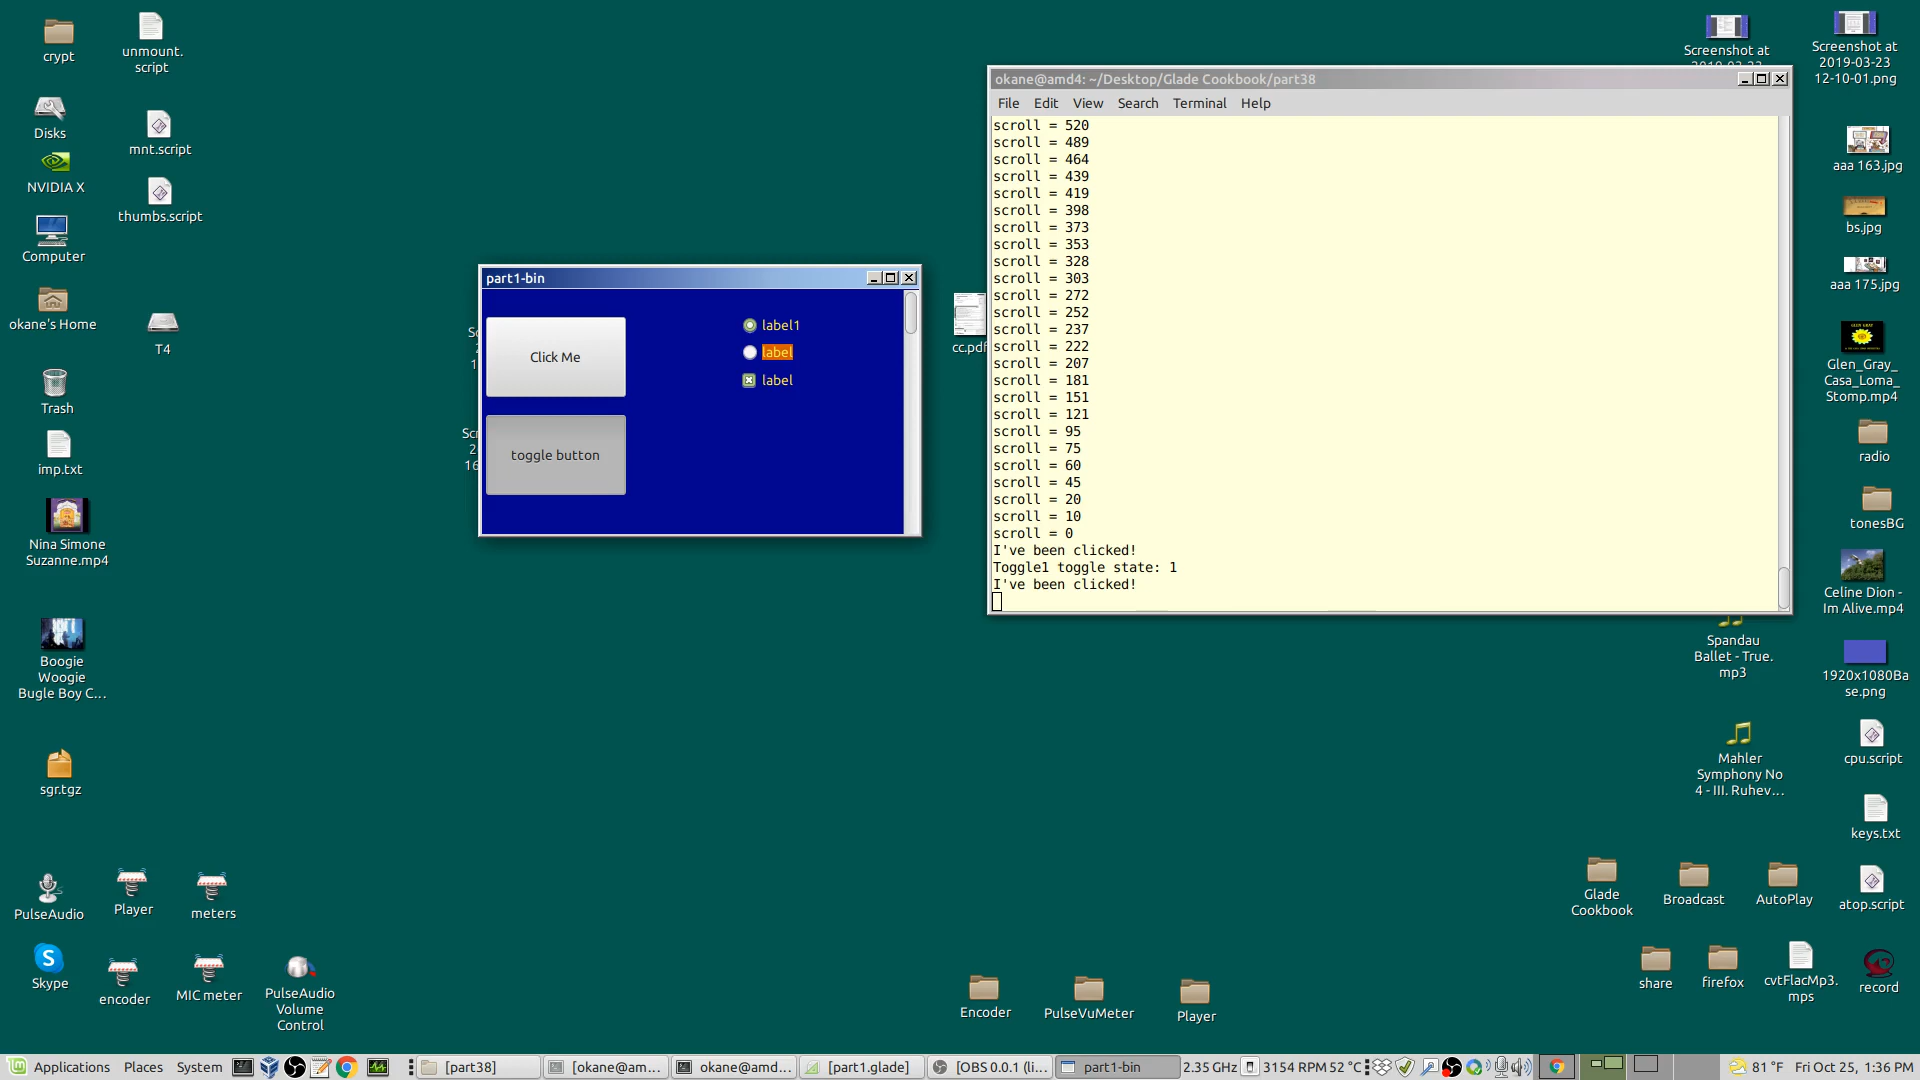 crypt
unmount.
script
Disks
mnt.script
NVIDIA X
thumbs.script
Computer
okane's Home
T4
Trash
imp.txt
Nina Simone
Suzanne.mp4
Boogie
Woogie
Bugle Boy C...
sgr.tgz
PulseAudio
Player
meters
Skype
encoder
MIC meter
PulseAudio
Volume
Control
part1-bin
Click Me
label1
label
label
toggle button
cc.pdf
okane@amd4: ~/Desktop/Glade Cookbook/part38
File Edit View Search Terminal Help
scroll = 520
scroll = 489
scroll = 464
scroll = 439
scroll = 419
scroll = 398
scroll = 373
scroll = 353
scroll = 328
scroll = 303
scroll = 272
scroll = 252
scroll = 237
scroll = 222
scroll = 207
scroll = 181
scroll = 151
scroll = 121
scroll = 95
scroll = 75
scroll = 60
scroll = 45
scroll = 20
scroll = 10
scroll = 0
I've been clicked!
Toggle1 toggle state: 1
I've been clicked!
Screenshot at
Screenshot at
2019-03-23
12-10-01.png
aaa 163.jpg
bs.jpg
aaa 175.jpg
Glen_Gray_
Casa_Loma_
Stomp.mp4
radio
tonesBG
Celine Dion -
Im Alive.mp4
Spandau
Ballet - True.
mp3
1920x1080Ba
se.png
Mahler
Symphony No
4 - III. Ruhev...
cpu.script
keys.txt
Glade
Cookbook
Broadcast
AutoPlay
atop.script
share
firefox
cvtFlacMp3.
mps
record
Encoder
PulseVuMeter
Player
Applications Places System [part38] [okane@am... okane@amd... [part1.glade] [OBS 0.0.1 (li... part1-bin 2.35 GHz 3154 RPM 52 °C 81 °F Fri Oct 25, 1:36 PM